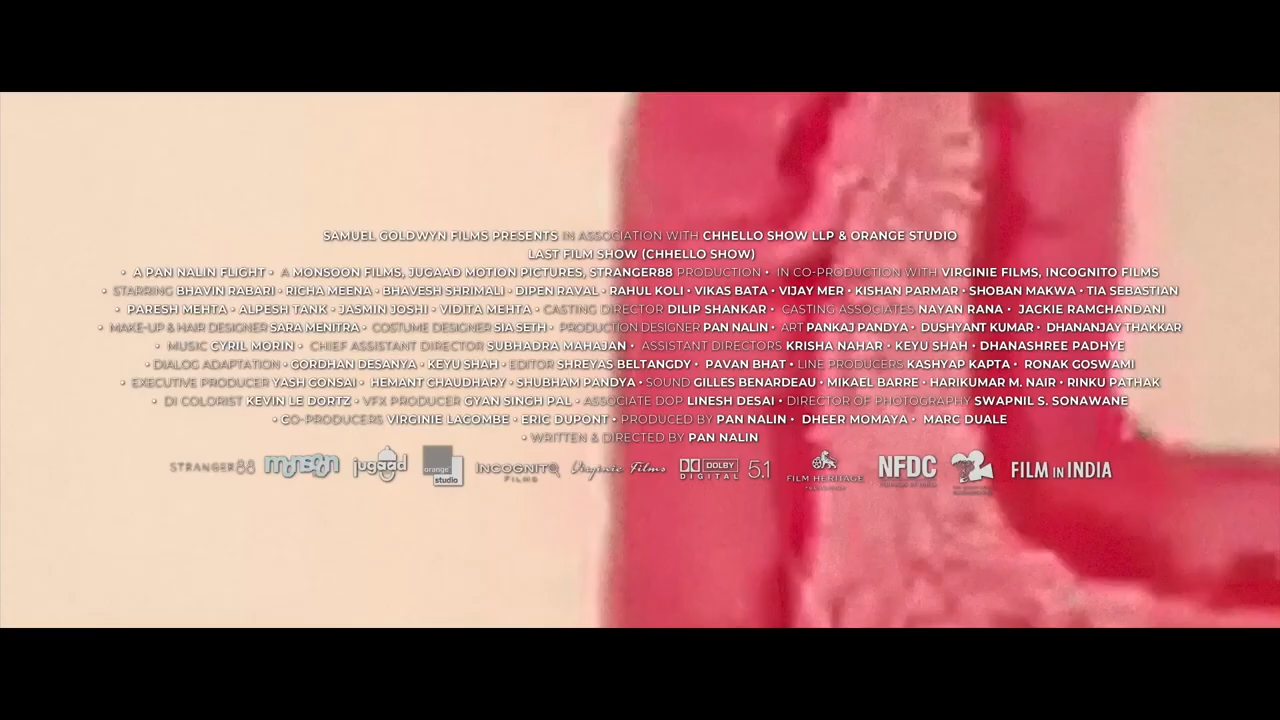 SAMUEL GOLDWYN FILMS PRESENTS IN ASSOCIATION WITH CHHELLO SHOW LLP & ORANGE STUDIO
LAST FILM SHOW (CHHELLO SHOW)
• A PAN NALIN FLIGHT • A MONSOON FILMS, JUGAAD MOTION PICTURES, STRANGER88 PRODUCTION • IN CO-PRODUCTION WITH VIRGINIE FILMS, INCOGNITO FILMS
• STARRING BHAVIN RABARI • RICHA MEENA • BHAVESH SHRIMALI • DIPEN RAVAL • RAHUL KOLI • VIKAS BATA • VIJAY MER • KISHAN PARMAR • SHOBAN MAKWA • TIA SEBASTIAN
• PARESH MEHTA • ALPESH TANK • JASMIN JOSHI • VIDITA MEHTA • CASTING DIRECTOR DILIP SHANKAR • CASTING ASSOCIATES NAYAN RANA • JACKIE RAMCHANDANI
• MAKE-UP & HAIR DESIGNER SARA MENITRA • COSTUME DESIGNER SIA SETH • PRODUCTION DESIGNER PAN NALIN • ART PANKAJ PANDYA • DUSHYANT KUMAR • DHANANJAY THAKKAR
• MUSIC CYRIL MORIN • CHIEF ASSISTANT DIRECTOR SUBHADRA MAHAJAN • ASSISTANT DIRECTORS KRISHA NAHAR • KEYU SHAH • DHANASHREE PADHYE
• DIALOG ADAPTATION • GORDHAN DESANYA • KEYU SHAH • EDITOR SHREYAS BELTANGDY • PAVAN BHAT • LINE PRODUCERS KASHYAP KAPTA • RONAK GOSWAMI
• EXECUTIVE PRODUCER YASH GONSAI • HEMANT CHAUDHARY • SHUBHAM PANDYA • SOUND GILLES BENARDEAU • MIKAEL BARRE • HARIKUMAR M. NAIR • RINKU PATHAK
• DI COLORIST KEVIN LE DORTZ • VFX PRODUCER GYAN SINGH PAL • ASSOCIATE DOP LINESH DESAI • DIRECTOR OF PHOTOGRAPHY SWAPNIL S. SONAWANE
• CO-PRODUCERS VIRGINIE LACOMBE • ERIC DUPONT • PRODUCED BY PAN NALIN • DHEER MOMAYA • MARC DUALE
• WRITTEN & DIRECTED BY PAN NALIN
STRANGER88 monsoon jugaad orange studio INCOGNITO FILMS Virginie Films DOLBY DIGITAL 5.1 FILM HERITAGE NFDC FILM IN INDIA